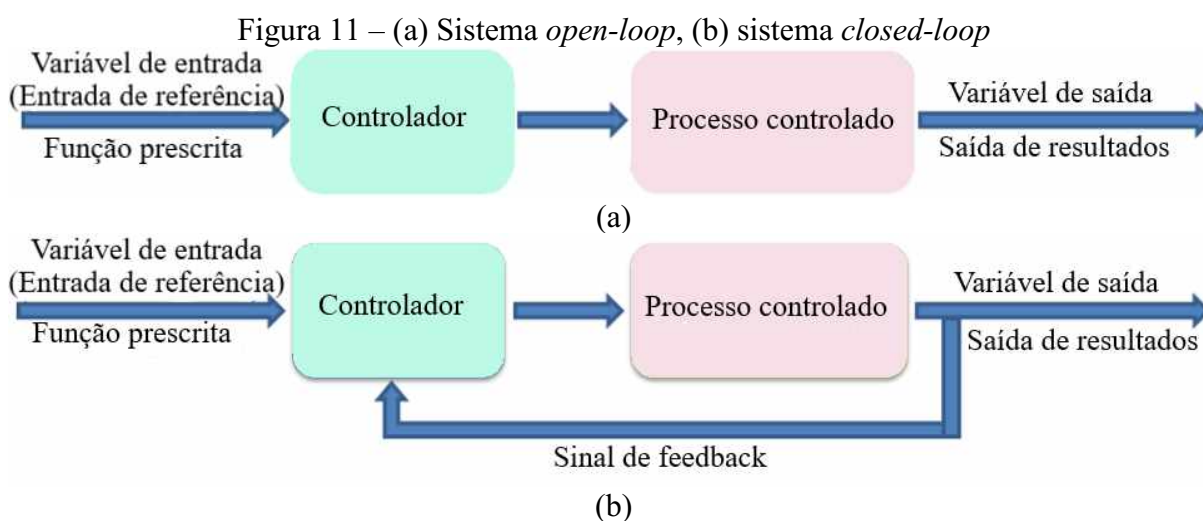 Figura 11 – (a) Sistema open-loop, (b) sistema closed-loop
Variável de entrada
(Entrada de referência)
Função prescrita
Controlador
Processo controlado
Variável de saída
Saída de resultados
(a)
Variável de entrada
(Entrada de referência)
Função prescrita
Controlador
Processo controlado
Variável de saída
Saída de resultados
Sinal de feedback
(b)